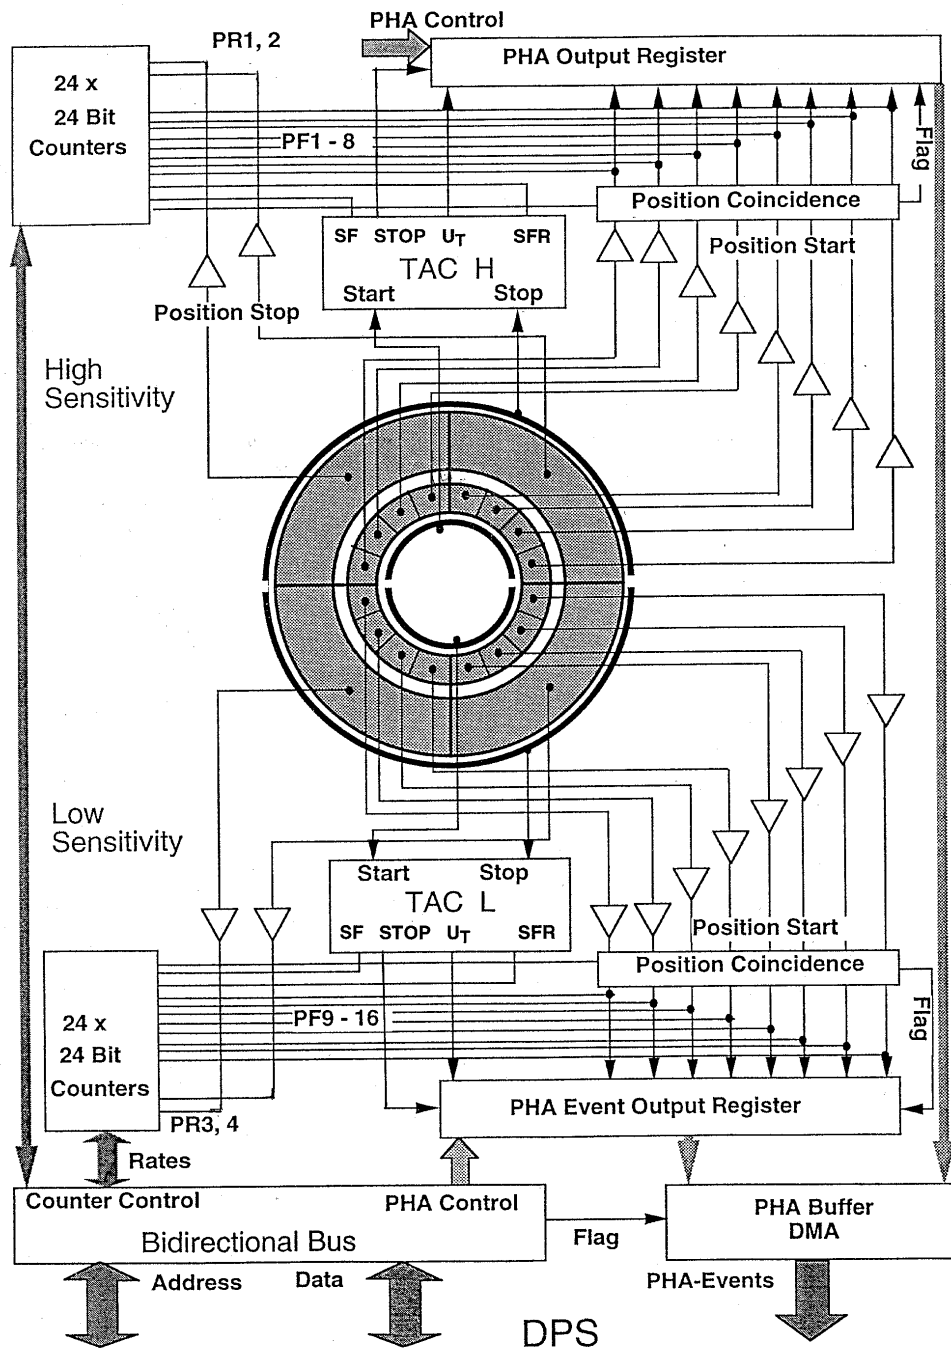 PHA Control
PR1, 2
PHA Output Register
24 x
24 Bit
Counters
PF1 - 8
Flag
Position Coincidence
SF STOP UT SFR
TAC H
Start Stop
Position Start
Position Stop
High
Sensitivity
Low
Sensitivity
Start Stop
TAC L
SF STOP UT SFR
Position Start
Position Coincidence
Flag
24 x
24 Bit
Counters
PF9 - 16
PHA Event Output Register
PR3, 4
Rates
Counter Control
PHA Control
Bidirectional Bus
Flag
PHA Buffer
DMA
Address
Data
PHA-Events
DPS